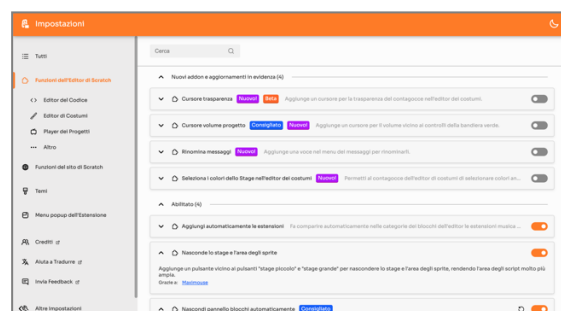 Impostazioni
Tutti
Funzioni dell'Editor di Scratch
Editor del Codice
Editor di Costumi
Player dei Progetti
Altro
Funzioni del sito di Scratch
Temi
Menu popup dell'Estensione
Crediti
Aiuta a Tradurre
Invia Feedback
Altre impostazioni
Cerca
Nuovi addon e aggiornamenti in evidenza (4)
Cursore trasparenza Nuovo! Beta Aggiunge un cursore per la trasparenza del contagocce nell'editor dei costumi.
Cursore volume progetto Consigliato Nuovo! Aggiunge un cursore per il volume vicino ai controlli della bandiera verde.
Rinomina messaggi Nuovo! Aggiunge una voce nel menu dei messaggi per rinominarli.
Seleziona i colori dello Stage nell'editor dei costumi Nuovo! Permetti al contagocce dell'editor di costumi di selezionare colori an...
Abilitato (4)
Aggiungi automaticamente le estensioni Fa comparire automaticamente nelle categorie dei blocchi dell'editor le estensioni musica ...
Nasconde lo stage e l'area degli sprite
Aggiunge un pulsante vicino ai pulsanti "stage piccolo" e "stage grande" per nascondere lo stage e l'area degli sprite, rendendo l'area degli script molto più
ampia.
Grazie a: Maximouse
Nascondi pannello blocchi automaticamente Consigliato